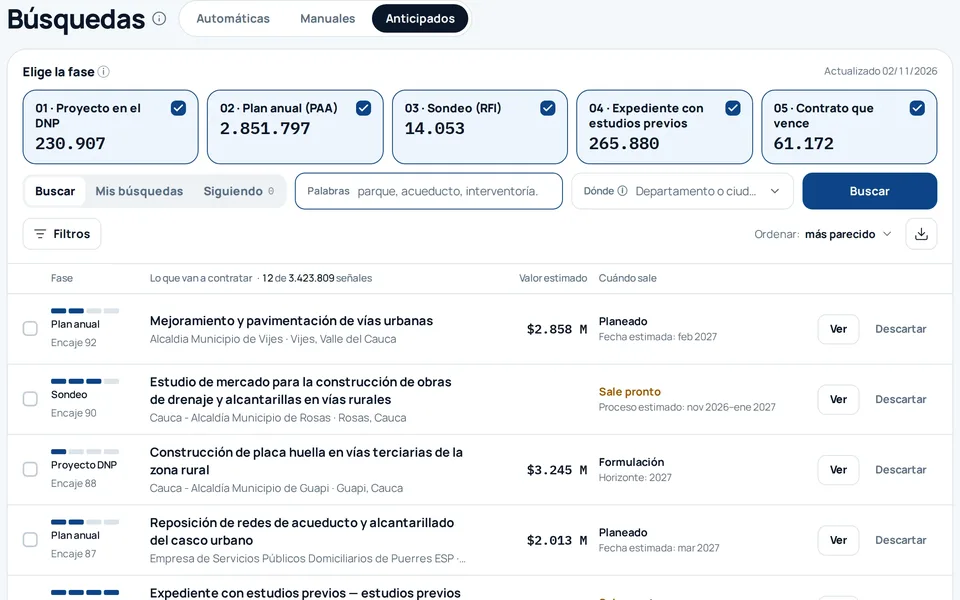 Búsquedas
Automáticas
Manuales
Anticipados
Elige la fase
Actualizado 02/11/2026
01 · Proyecto en el
DNP
230.907
02 · Plan anual (PAA)
2.851.797
03 · Sondeo (RFI)
14.053
04 · Expediente con
estudios previos
265.880
05 · Contrato que
vence
61.172
Buscar
Mis búsquedas
Siguiendo 0
Palabras parque, acueducto, interventoría.
Dónde Departamento o ciud...
Buscar
Filtros
Ordenar: más parecido
Fase
Lo que van a contratar · 12 de 3.423.809 señales
Valor estimado
Cuándo sale
Plan anual
Encaje 92
Mejoramiento y pavimentación de vías urbanas
Alcaldia Municipio de Vijes · Vijes, Valle del Cauca
$2.858 M
Planeado
Fecha estimada: feb 2027
Ver
Descartar
Sondeo
Encaje 90
Estudio de mercado para la construcción de obras
de drenaje y alcantarillas en vías rurales
Cauca - Alcaldía Municipio de Rosas · Rosas, Cauca
Sale pronto
Proceso estimado: nov 2026–ene 2027
Ver
Descartar
Proyecto DNP
Encaje 88
Construcción de placa huella en vías terciarias de la
zona rural
Cauca - Alcaldía Municipio de Guapi · Guapi, Cauca
$3.245 M
Formulación
Horizonte: 2027
Ver
Descartar
Plan anual
Encaje 87
Reposición de redes de acueducto y alcantarillado
del casco urbano
Empresa de Servicios Públicos Domiciliarios de Puerres ESP ·...
$2.013 M
Planeado
Fecha estimada: mar 2027
Ver
Descartar
Expediente con estudios previos — estudios previos